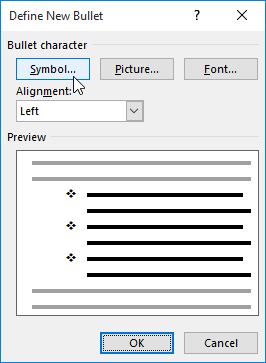 Define New Bullet ? ×
Bullet character
Symbol... Picture... Font...
Alignment:
Left
Preview
OK Cancel